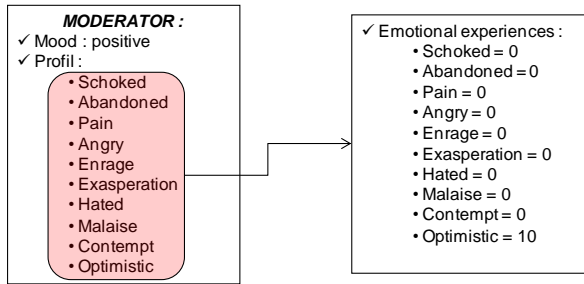 MODERATOR :
✓ Mood : positive
✓ Profil :
• Schoked
• Abandoned
• Pain
• Angry
• Enrage
• Exasperation
• Hated
• Malaise
• Contempt
• Optimistic
✓ Emotional experiences :
• Schoked = 0
• Abandoned = 0
• Pain = 0
• Angry = 0
• Enrage = 0
• Exasperation = 0
• Hated = 0
• Malaise = 0
• Contempt = 0
• Optimistic = 10